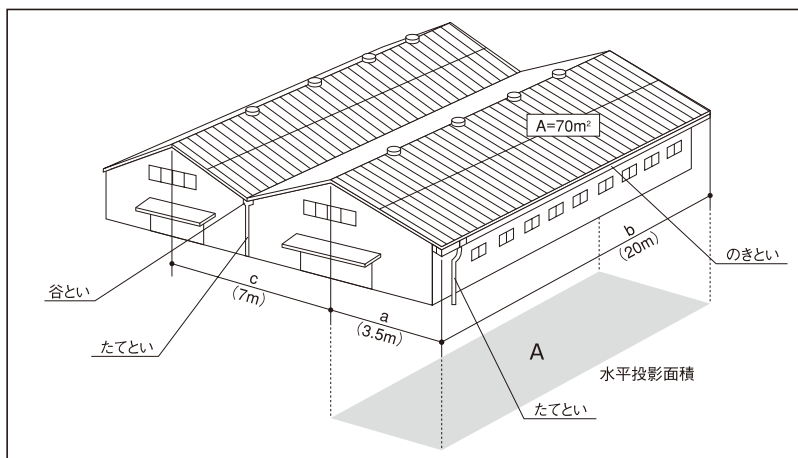 A=70m²
b
(20m)
のきとい
谷とい
c
(7m)
a
(3.5m)
たてとい
A
水平投影面積
たてとい